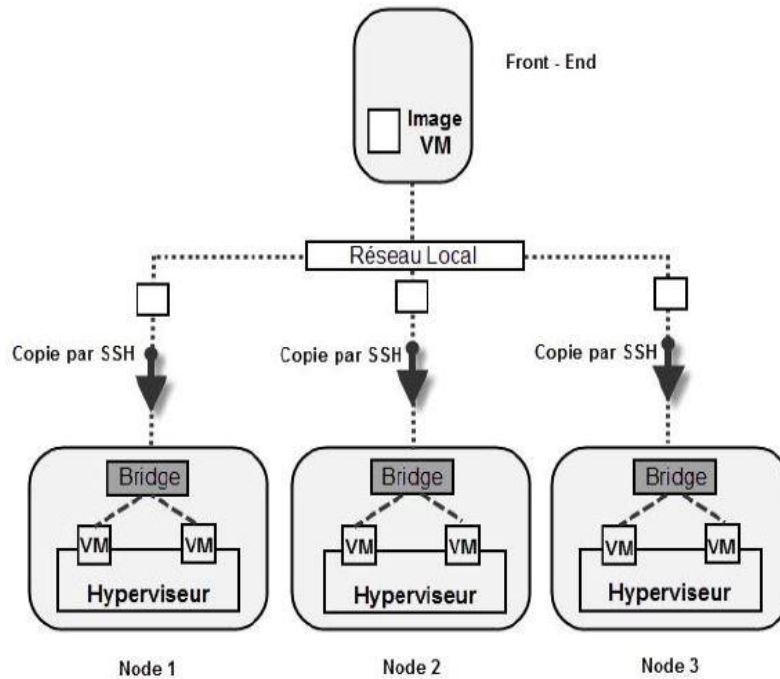 Front - End
Image
VM
Réseau Local
Copie par SSH
Copie par SSH
Copie par SSH
Bridge
Bridge
Bridge
VM
VM
VM
VM
VM
VM
Hyperviseur
Hyperviseur
Hyperviseur
Node 1
Node 2
Node 3